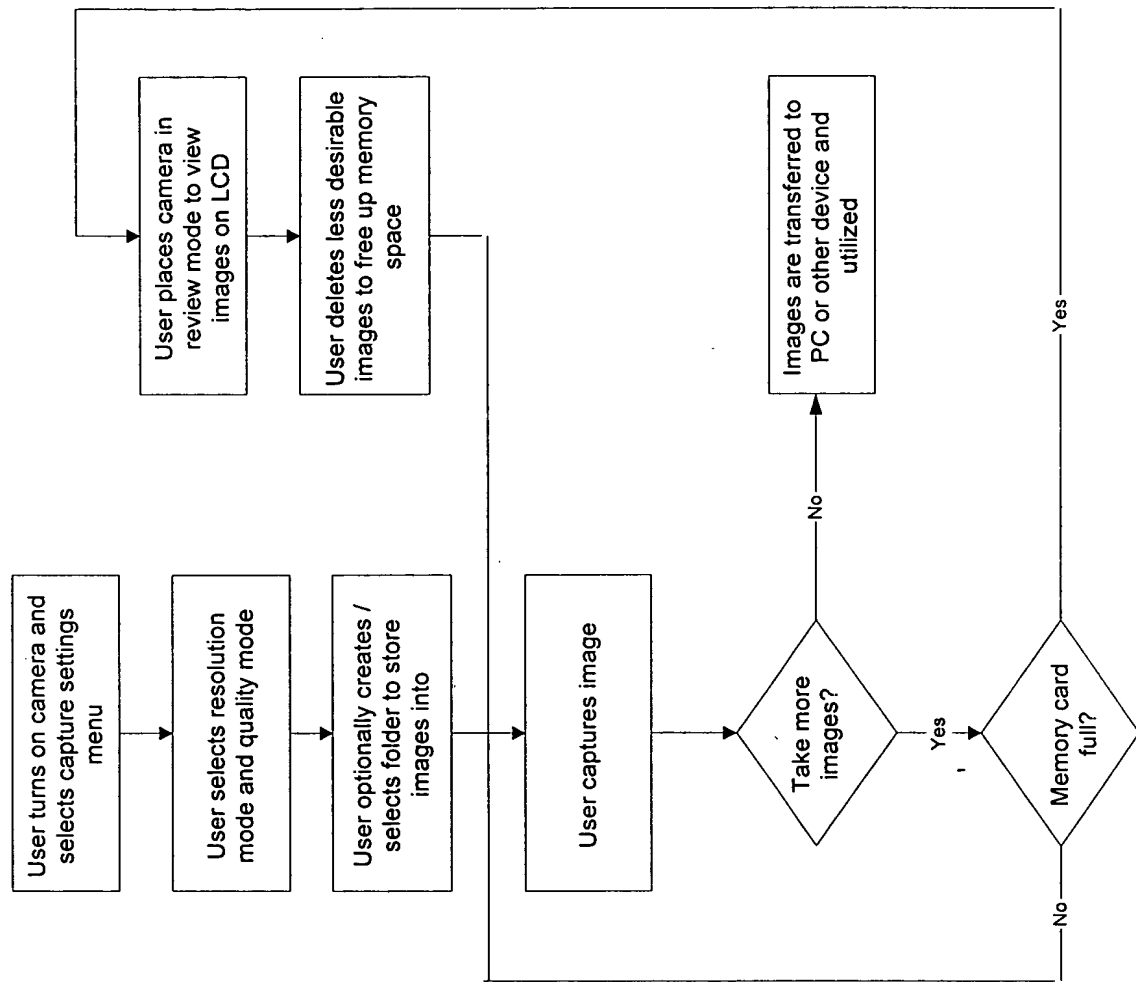 User turns on camera and
selects capture settings
menu
User selects resolution
mode and quality mode
User optionally creates /
selects folder to store
images into
User captures image
Take more
images?
Yes
No
Memory card
full?
No
Yes
Images are transferred to
PC or other device and
utilized
User places camera in
review mode to view
images on LCD
User deletes less desirable
images to free up memory
space